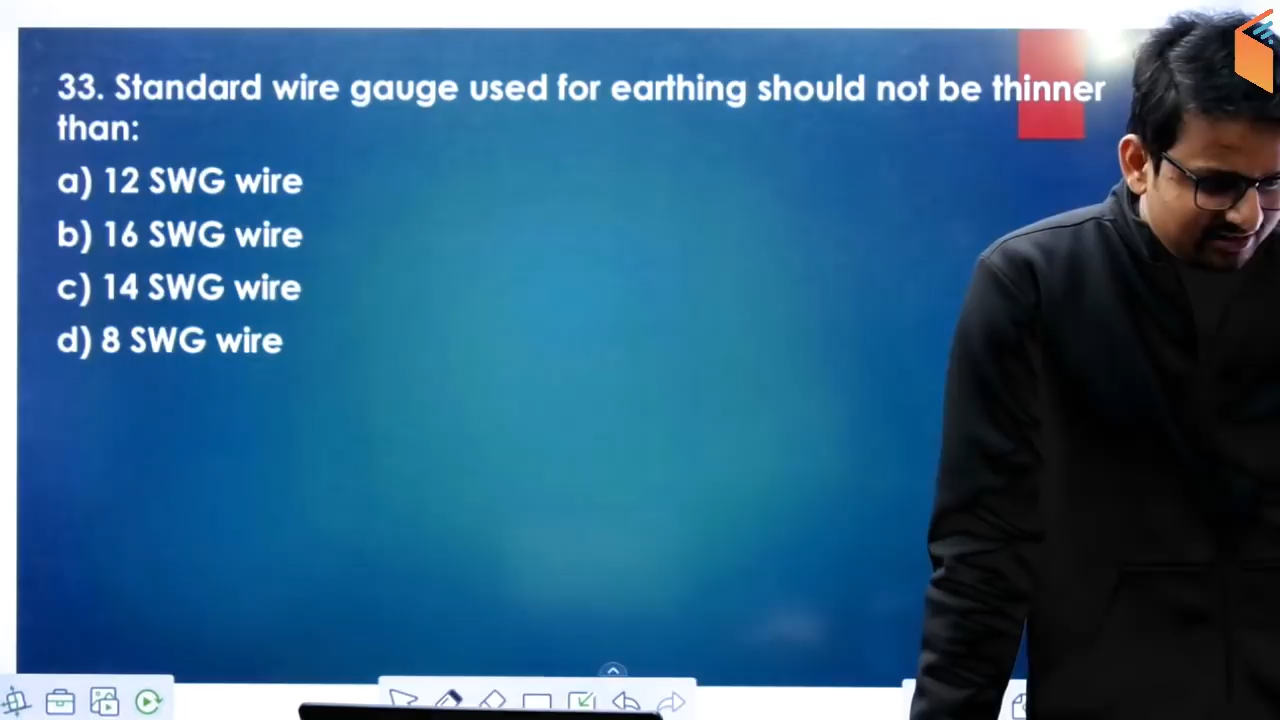 33. Standard wire gauge used for earthing should not be thinner
than:
a) 12 SWG wire
b) 16 SWG wire
c) 14 SWG wire
d) 8 SWG wire